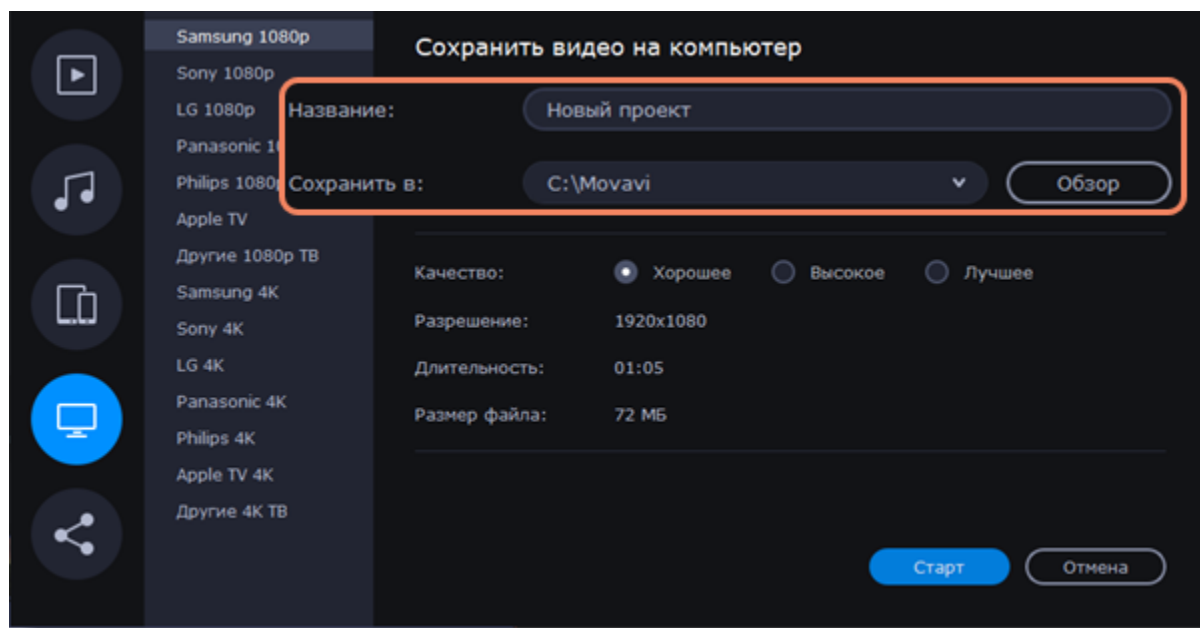 Samsung 1080p
Sony 1080p
LG 1080p
Panasonic 1
Philips 1080p
Apple TV
Другие 1080p ТВ
Samsung 4K
Sony 4K
LG 4K
Panasonic 4K
Philips 4K
Apple TV 4K
Другие 4K ТВ
Сохранить видео на компьютер
Название: Новый проект
Сохранить в: C:\Movavi Обзор
Качество: Хорошее Высокое Лучшее
Разрешение: 1920x1080
Длительность: 01:05
Размер файла: 72 МБ
Старт Отмена